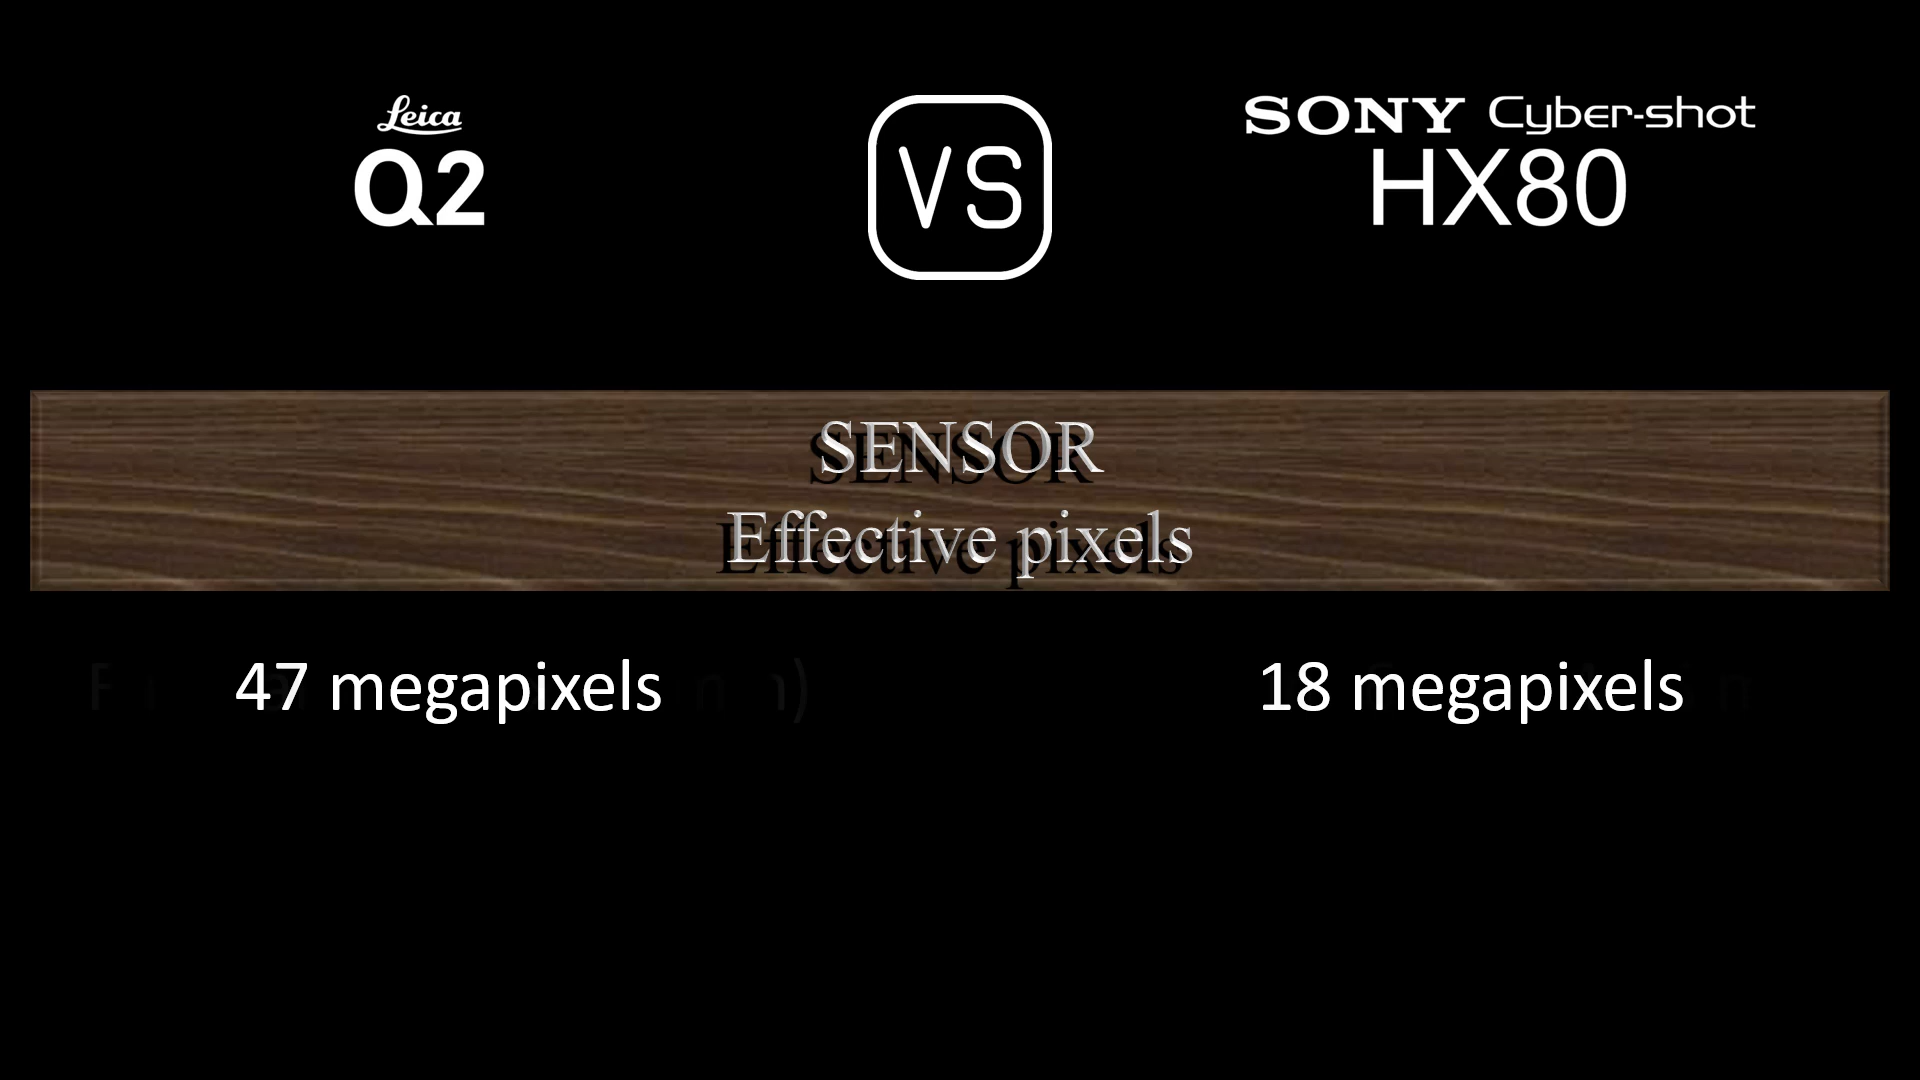 Leica
Q2
VS
SONY Cyber-shot
HX80
SENSOR
Effective pixels
47 megapixels
18 megapixels